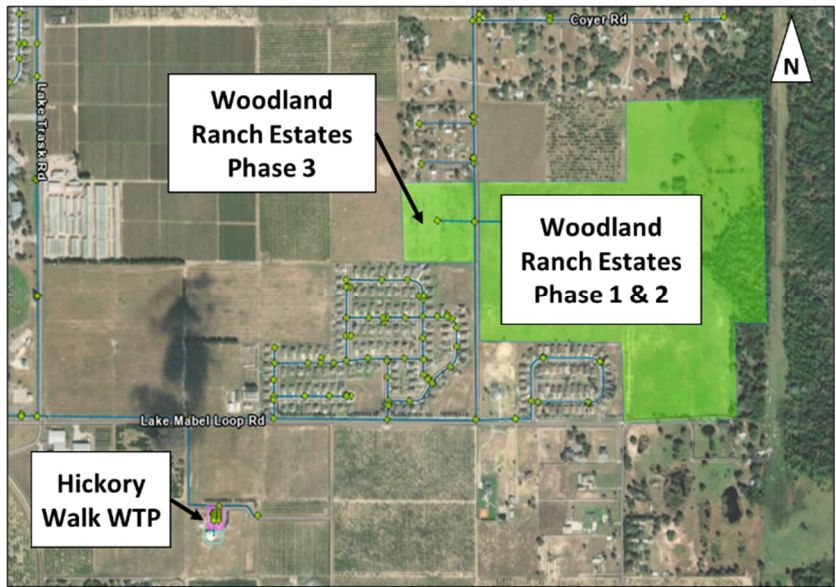 Coyer Rd
N
Woodland
Ranch Estates
Phase 3
Lake Trask Rd
Woodland
Ranch Estates
Phase 1 & 2
Lake Mabel Loop Rd
Hickory
Walk WTP